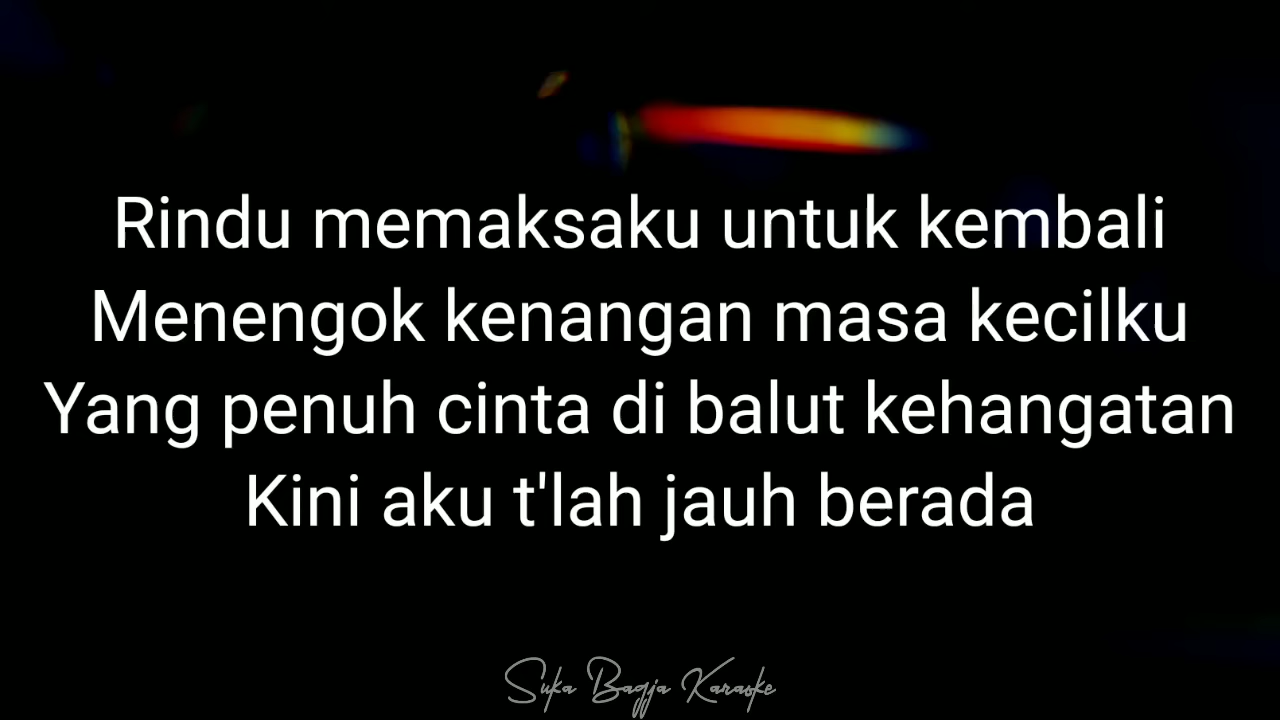 Rindu memaksaku untuk kembali
Menengok kenangan masa kecilku
Yang penuh cinta di balut kehangatan
Kini aku t'lah jauh berada
Suka Bagja Karaoke